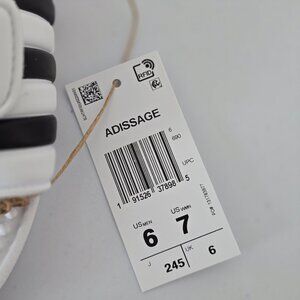 RFID
ADISSAGE
6
690
UPC
1 91526 37898 5
US MEN
6
US WMN
7
J
245
UK
6